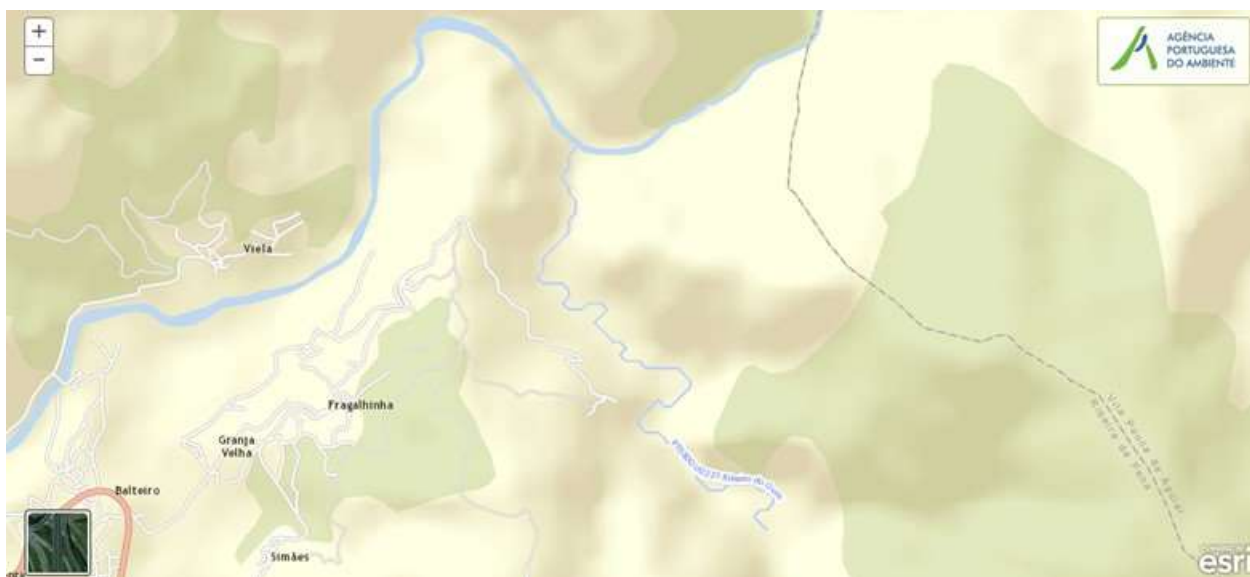 +
−
AGÊNCIA
PORTUGUESA
DO AMBIENTE
Viela
Fragalhinha
Granja
Velha
Balteiro
Simães
Vila Pouca de Aguiar
Ribeira de Pena
esri